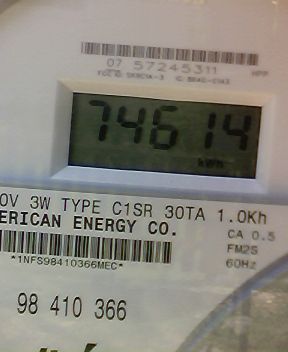 07 57245311
HPP
74614
kWh
0V 3W TYPE C1SR 30TA 1.0Kh
ERICAN ENERGY CO.
CA 0.5
FM2S
60Hz
*1NFS98410366MEC*
98 410 366